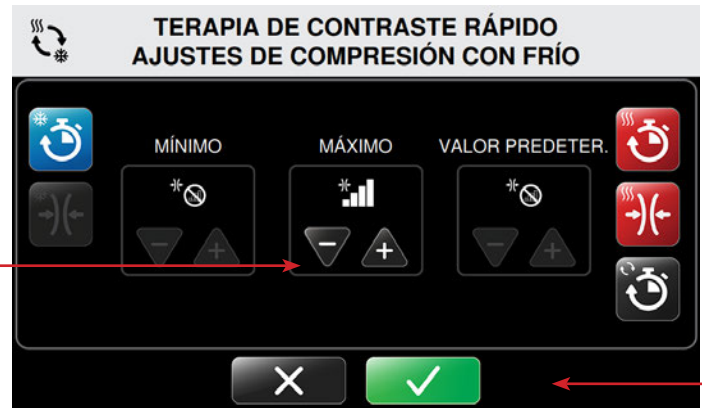 TERAPIA DE CONTRASTE RÁPIDO
AJUSTES DE COMPRESIÓN CON FRÍO
MÍNIMO
MÁXIMO
VALOR PREDETER.